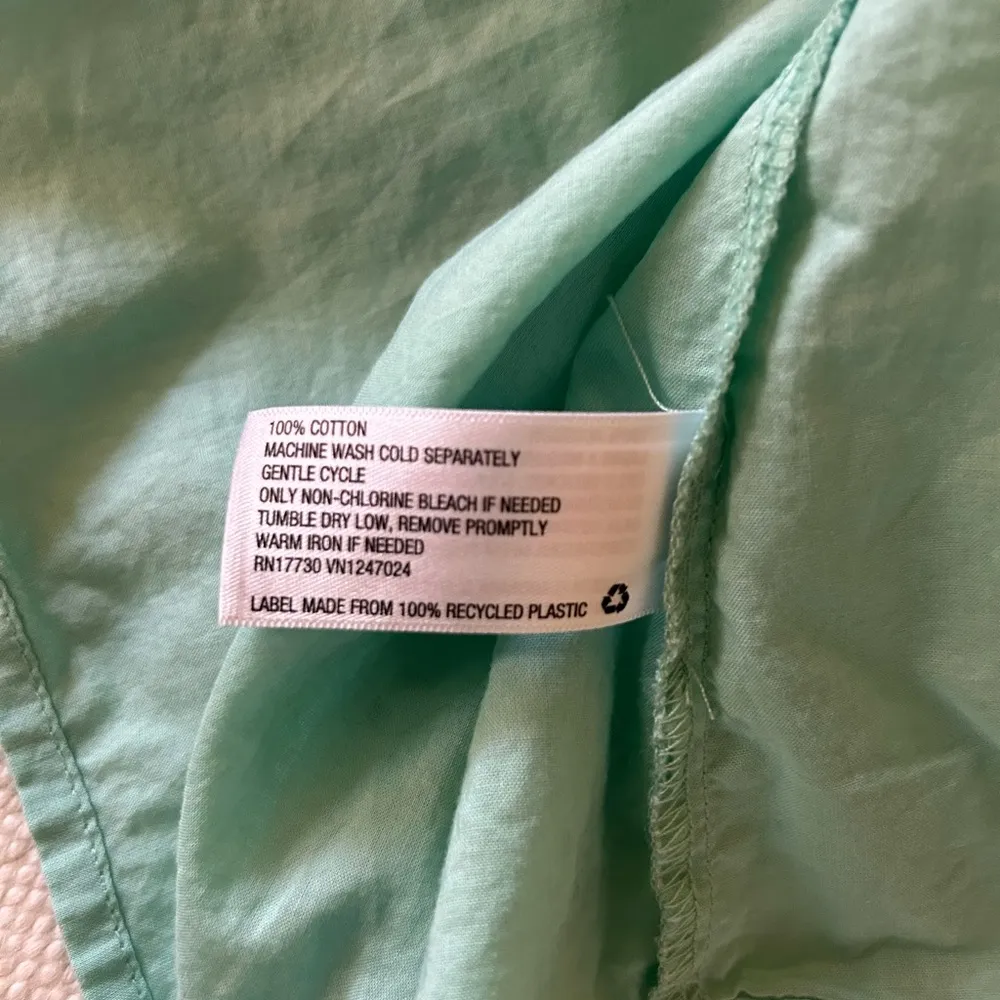 100% COTTON
MACHINE WASH COLD SEPARATELY
GENTLE CYCLE
ONLY NON-CHLORINE BLEACH IF NEEDED
TUMBLE DRY LOW, REMOVE PROMPTLY
WARM IRON IF NEEDED
RN17730 VN1247024
LABEL MADE FROM 100% RECYCLED PLASTIC